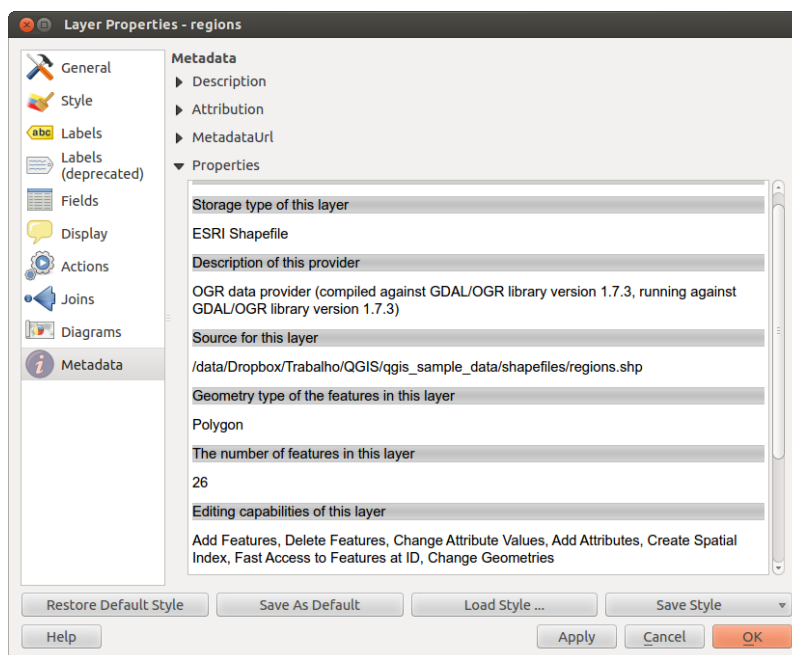 Layer Properties - regions
General
Style
abc
Labels
Labels
(deprecated)
Fields
Display
Actions
Joins
Diagrams
Metadata
Metadata
Description
Attribution
MetadataUrl
Properties
Storage type of this layer
ESRI Shapefile
Description of this provider
OGR data provider (compiled against GDAL/OGR library version 1.7.3, running against
GDAL/OGR library version 1.7.3)
Source for this layer
/data/Dropbox/Trabalho/QGIS/qgis_sample_data/shapefiles/regions.shp
Geometry type of the features in this layer
Polygon
The number of features in this layer
26
Editing capabilities of this layer
Add Features, Delete Features, Change Attribute Values, Add Attributes, Create Spatial
Index, Fast Access to Features at ID, Change Geometries
Restore Default Style
Save As Default
Load Style ...
Save Style
Help
Apply
Cancel
OK